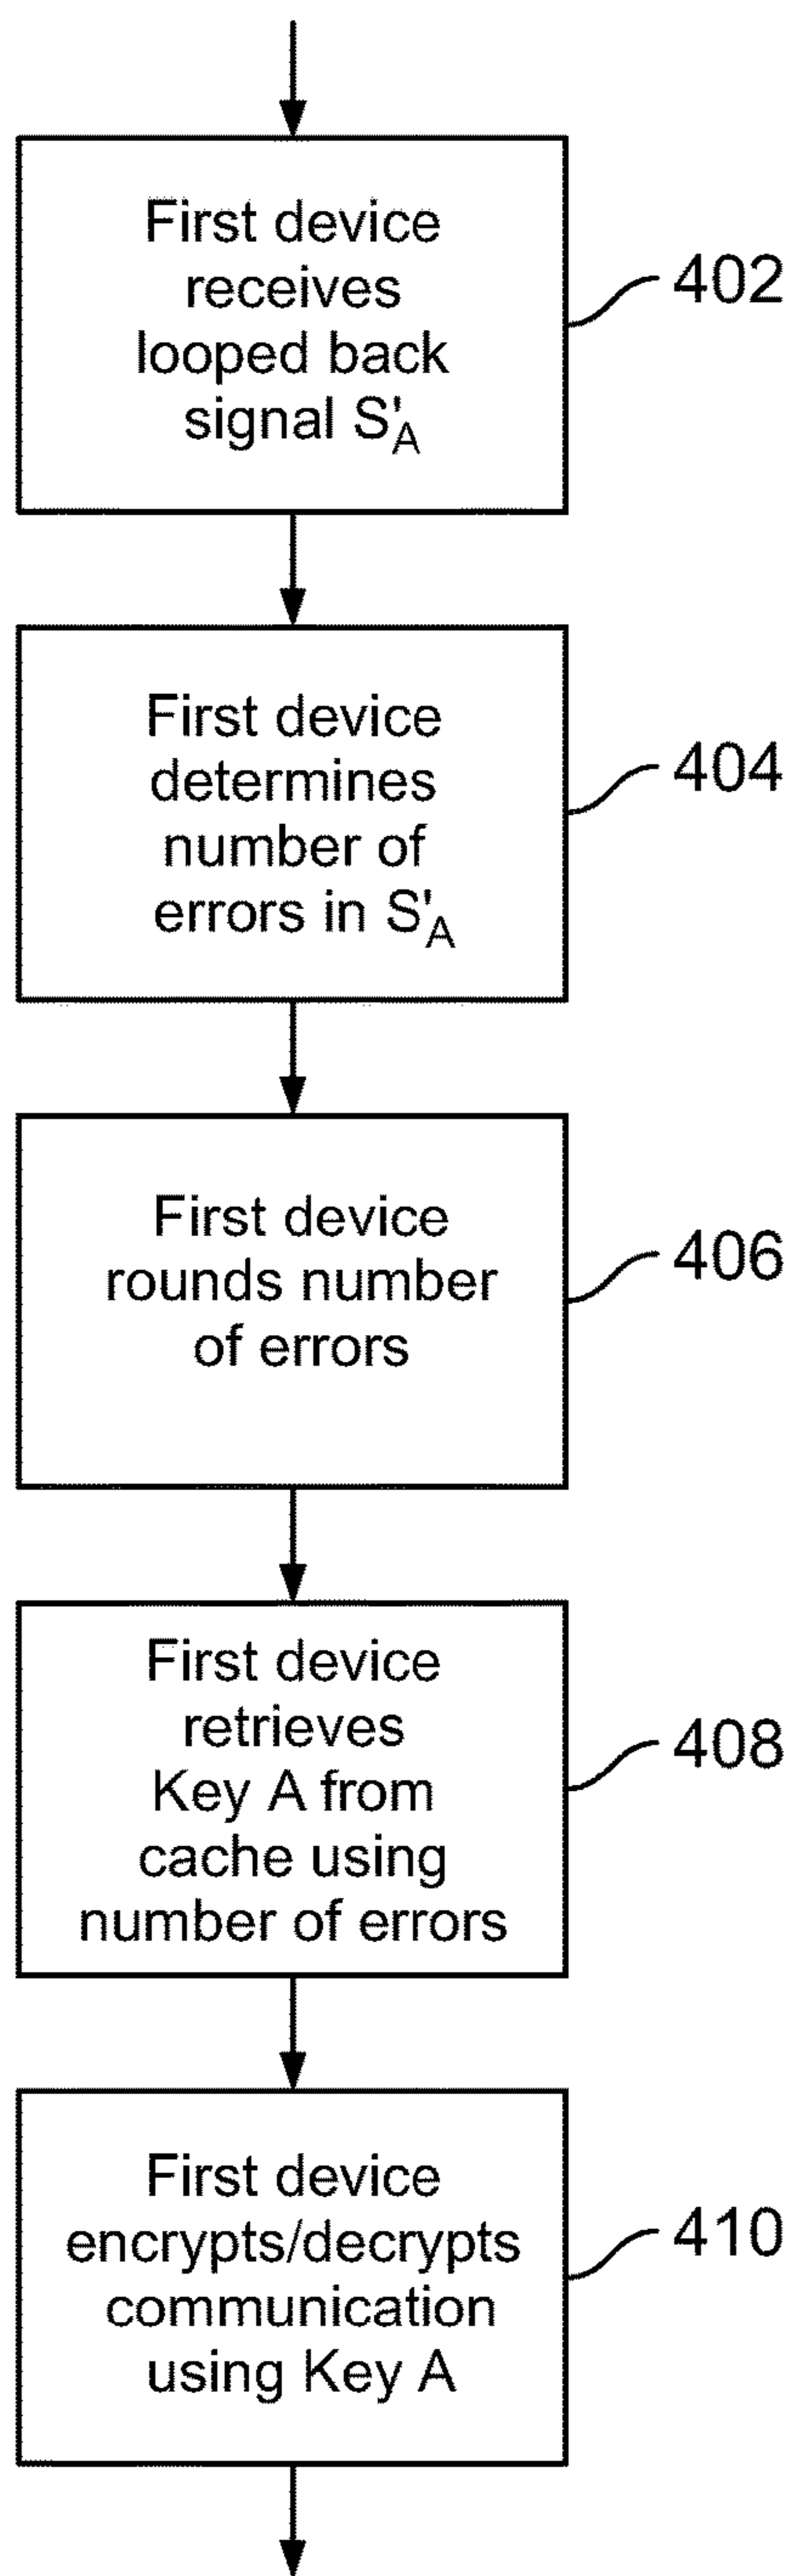 First device
receives
looped back
signal S'A
402
First device
determines
number of
errors in S'A
404
First device
rounds number
of errors
406
First device
retrieves
Key A from
cache using
number of errors
408
First device
encrypts/decrypts
communication
using Key A
410